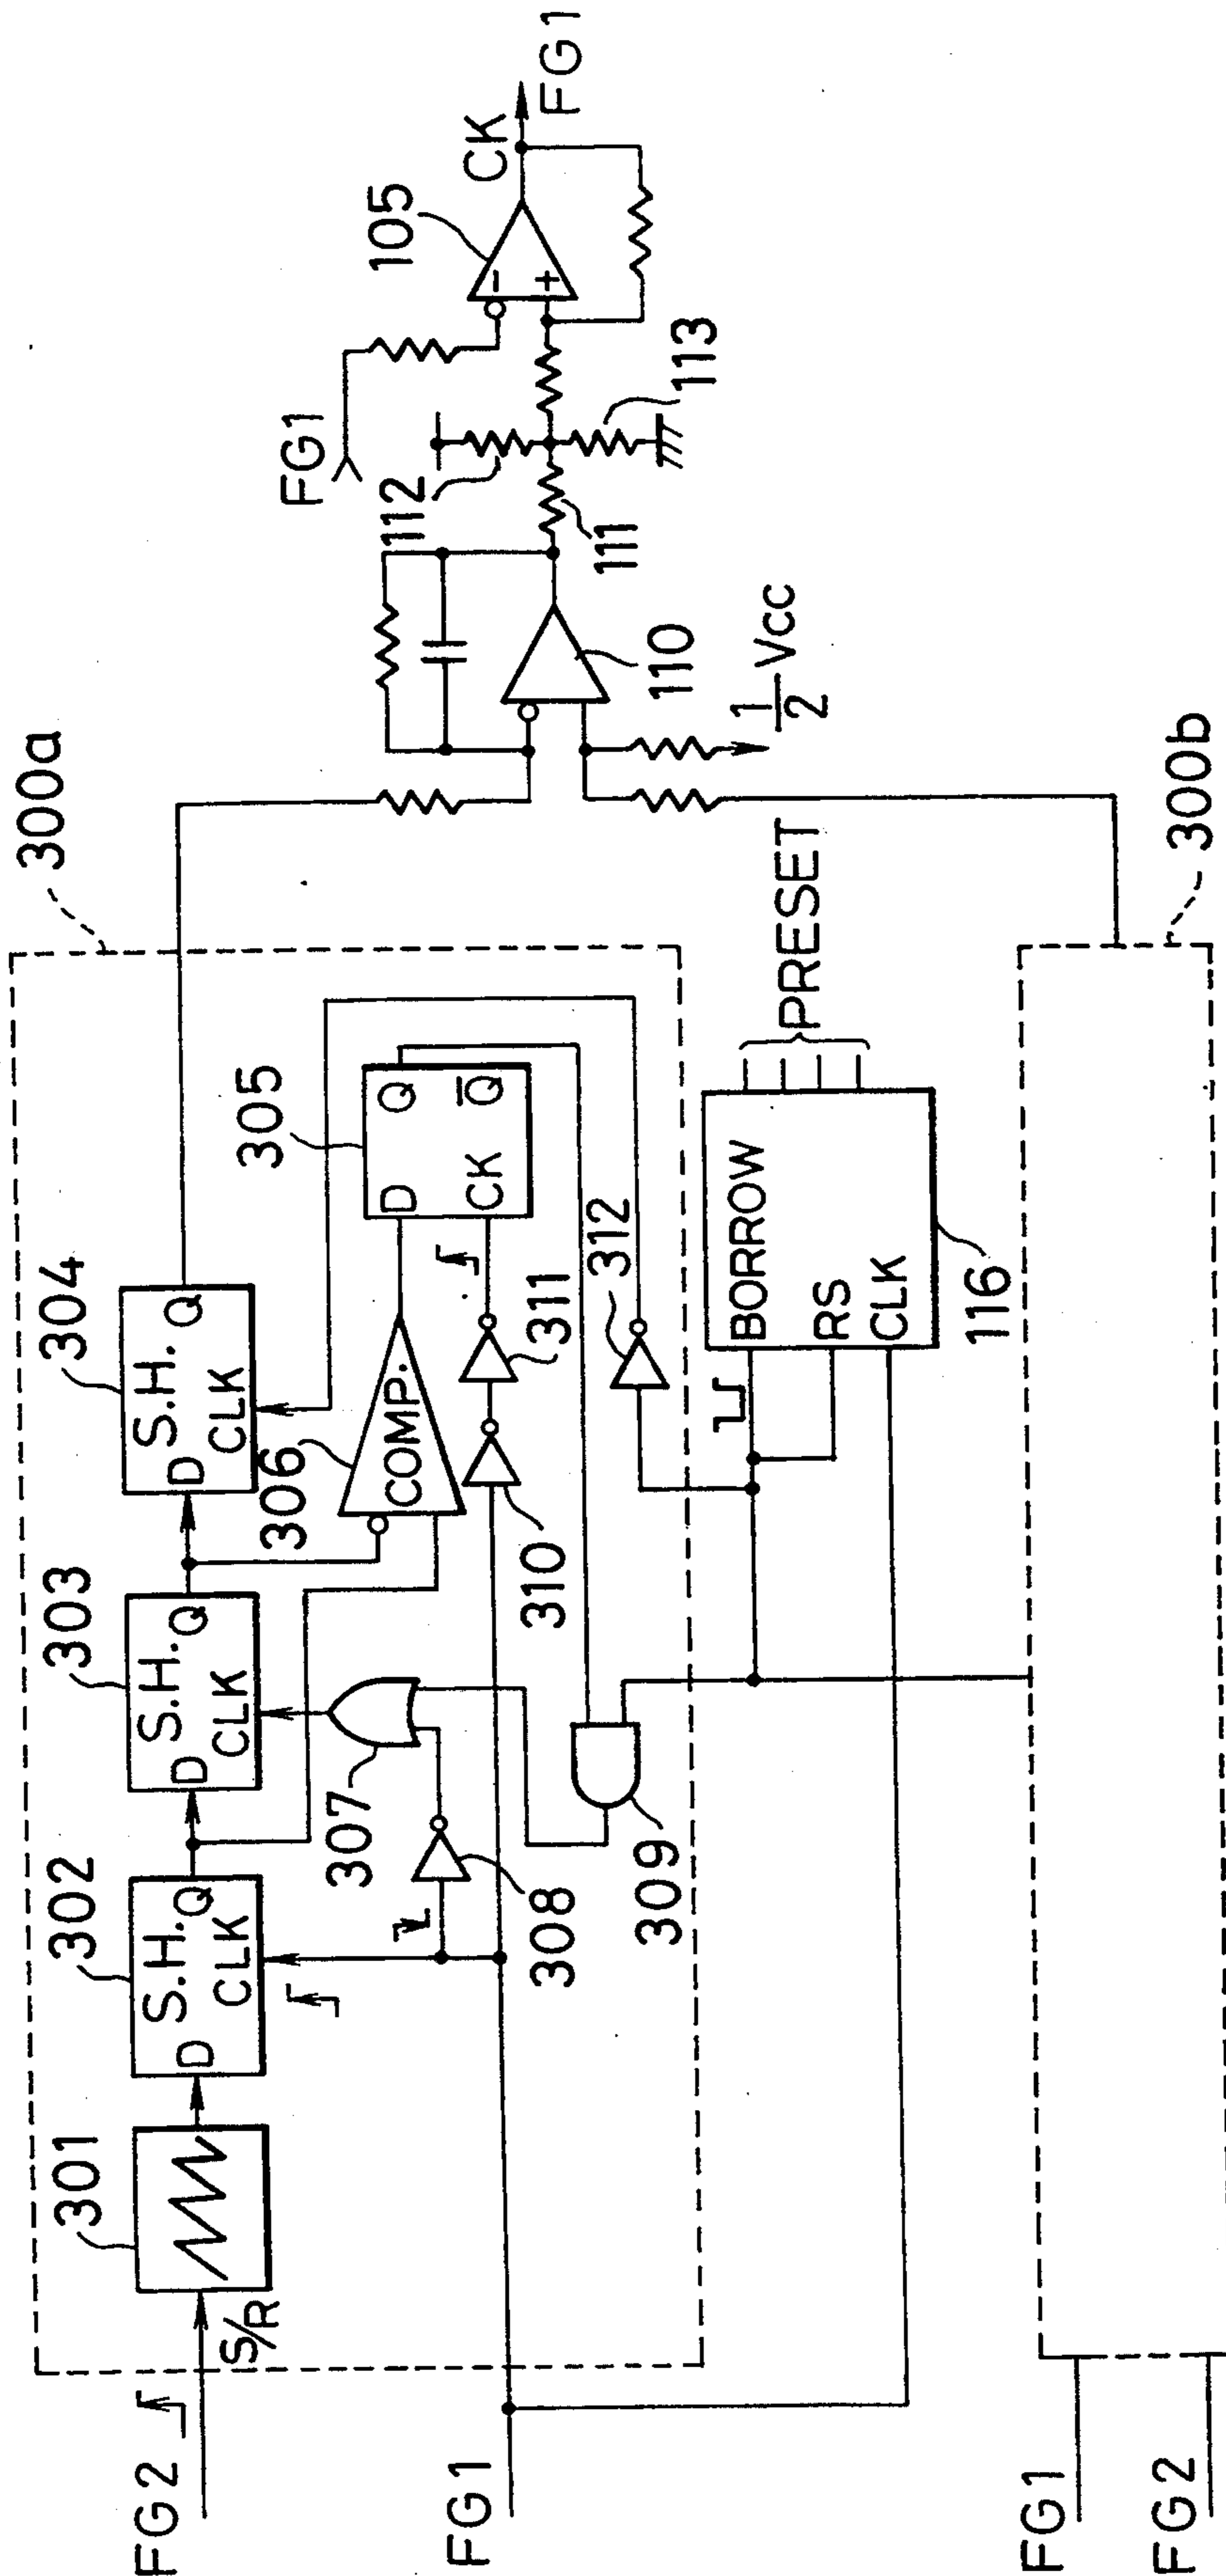 FG2
S/R
301
302
S.H.
D
Q
CLK
303
S.H.
D
Q
CLK
304
S.H.
D
Q
CLK
300a
305
D
Q
CK
Q̅
306
COMP.
307
308
309
310
311
312
FG1
BORROW
RS
CLK
PRESET
116
300b
FG1
FG2
110
1/2 Vcc
111
112
113
FG1
105
-
+
CK
FG1